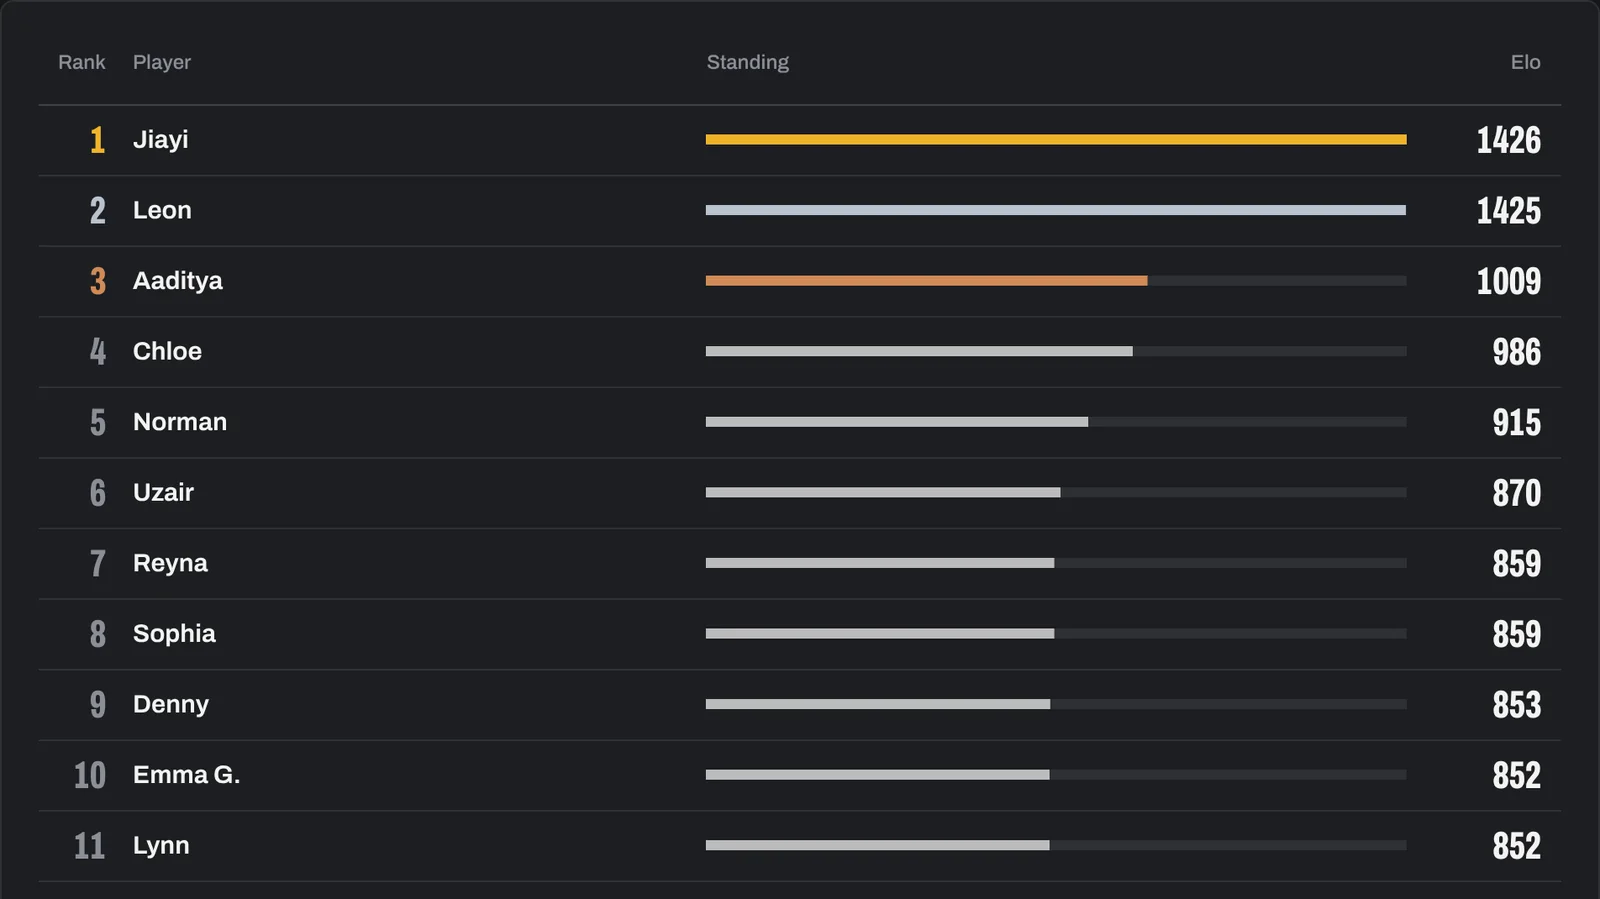 Rank Player Standing Elo
1 Jiayi 1426
2 Leon 1425
3 Aaditya 1009
4 Chloe 986
5 Norman 915
6 Uzair 870
7 Reyna 859
8 Sophia 859
9 Denny 853
10 Emma G. 852
11 Lynn 852